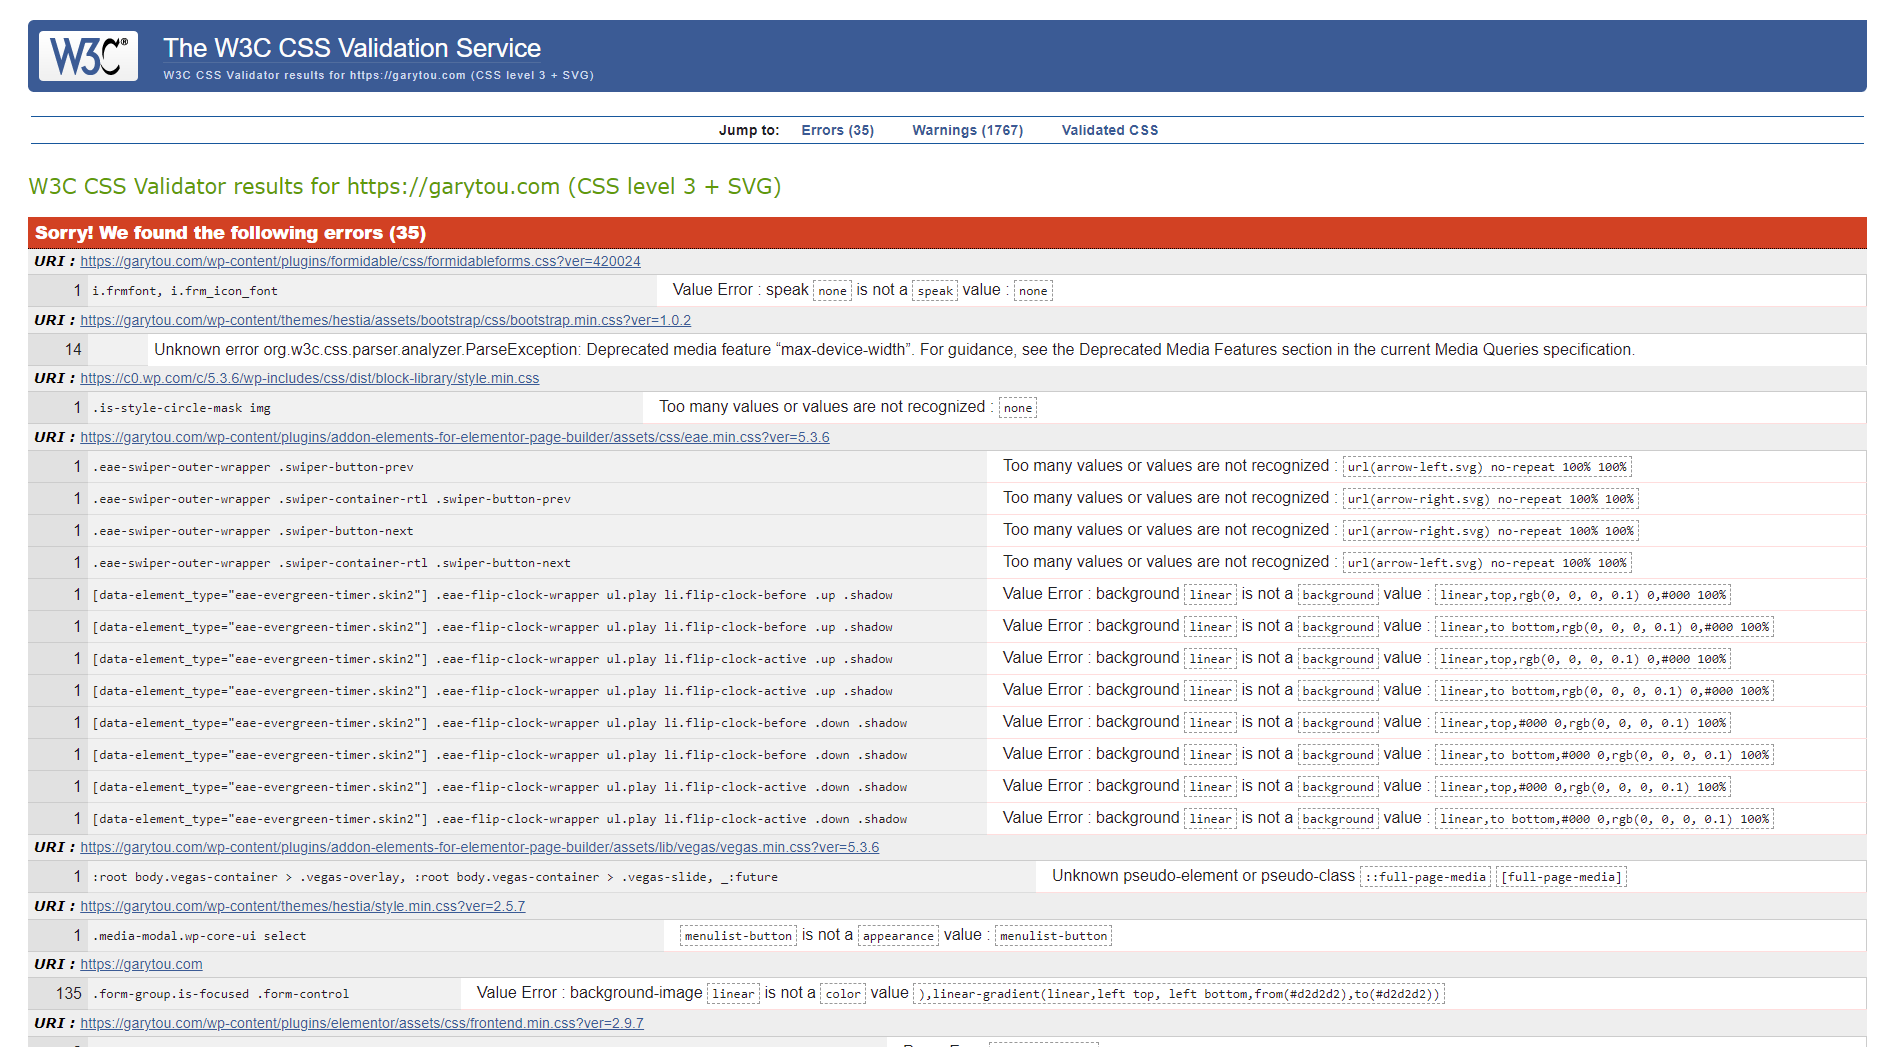 W3C®
The W3C CSS Validation Service
W3C CSS Validator results for https://garytou.com (CSS level 3 + SVG)
Jump to: Errors (35) Warnings (1767) Validated CSS
W3C CSS Validator results for https://garytou.com (CSS level 3 + SVG)
Sorry! We found the following errors (35)
URI : https://garytou.com/wp-content/plugins/formidable/css/formidableforms.css?ver=420024
1 i.frmfont, i.frm_icon_font Value Error : speak none is not a speak value : none
URI : https://garytou.com/wp-content/themes/hestia/assets/bootstrap/css/bootstrap.min.css?ver=1.0.2
14 Unknown error org.w3c.css.parser.analyzer.ParseException: Deprecated media feature “max-device-width”. For guidance, see the Deprecated Media Features section in the current Media Queries specification.
URI : https://c0.wp.com/c/5.3.6/wp-includes/css/dist/block-library/style.min.css
1 .is-style-circle-mask img Too many values or values are not recognized : none
URI : https://garytou.com/wp-content/plugins/addon-elements-for-elementor-page-builder/assets/css/eae.min.css?ver=5.3.6
1 .eae-swiper-outer-wrapper .swiper-button-prev Too many values or values are not recognized : url(arrow-left.svg) no-repeat 100% 100%
1 .eae-swiper-outer-wrapper .swiper-container-rtl .swiper-button-prev Too many values or values are not recognized : url(arrow-right.svg) no-repeat 100% 100%
1 .eae-swiper-outer-wrapper .swiper-button-next Too many values or values are not recognized : url(arrow-right.svg) no-repeat 100% 100%
1 .eae-swiper-outer-wrapper .swiper-container-rtl .swiper-button-next Too many values or values are not recognized : url(arrow-left.svg) no-repeat 100% 100%
1 [data-element_type="eae-evergreen-timer.skin2"] .eae-flip-clock-wrapper ul.play li.flip-clock-before .up .shadow Value Error : background linear is not a background value : linear,top,rgb(0, 0, 0, 0.1) 0,#000 100%
1 [data-element_type="eae-evergreen-timer.skin2"] .eae-flip-clock-wrapper ul.play li.flip-clock-before .up .shadow Value Error : background linear is not a background value : linear,to bottom,rgb(0, 0, 0, 0.1) 0,#000 100%
1 [data-element_type="eae-evergreen-timer.skin2"] .eae-flip-clock-wrapper ul.play li.flip-clock-active .up .shadow Value Error : background linear is not a background value : linear,top,rgb(0, 0, 0, 0.1) 0,#000 100%
1 [data-element_type="eae-evergreen-timer.skin2"] .eae-flip-clock-wrapper ul.play li.flip-clock-active .up .shadow Value Error : background linear is not a background value : linear,to bottom,rgb(0, 0, 0, 0.1) 0,#000 100%
1 [data-element_type="eae-evergreen-timer.skin2"] .eae-flip-clock-wrapper ul.play li.flip-clock-before .down .shadow Value Error : background linear is not a background value : linear,top,#000 0,rgb(0, 0, 0, 0.1) 100%
1 [data-element_type="eae-evergreen-timer.skin2"] .eae-flip-clock-wrapper ul.play li.flip-clock-before .down .shadow Value Error : background linear is not a background value : linear,to bottom,#000 0,rgb(0, 0, 0, 0.1) 100%
1 [data-element_type="eae-evergreen-timer.skin2"] .eae-flip-clock-wrapper ul.play li.flip-clock-active .down .shadow Value Error : background linear is not a background value : linear,top,#000 0,rgb(0, 0, 0, 0.1) 100%
1 [data-element_type="eae-evergreen-timer.skin2"] .eae-flip-clock-wrapper ul.play li.flip-clock-active .down .shadow Value Error : background linear is not a background value : linear,to bottom,#000 0,rgb(0, 0, 0, 0.1) 100%
URI : https://garytou.com/wp-content/plugins/addon-elements-for-elementor-page-builder/assets/lib/vegas/vegas.min.css?ver=5.3.6
1 :root body.vegas-container > .vegas-overlay, :root body.vegas-container > .vegas-slide, _:future Unknown pseudo-element or pseudo-class ::full-page-media [full-page-media]
URI : https://garytou.com/wp-content/themes/hestia/style.min.css?ver=2.5.7
1 .media-modal.wp-core-ui select menulist-button is not a appearance value : menulist-button
URI : https://garytou.com
135 .form-group.is-focused .form-control Value Error : background-image linear is not a color value ),linear-gradient(linear,left top, left bottom,from(#d2d2d2),to(#d2d2d2))
URI : https://garytou.com/wp-content/plugins/elementor/assets/css/frontend.min.css?ver=2.9.7